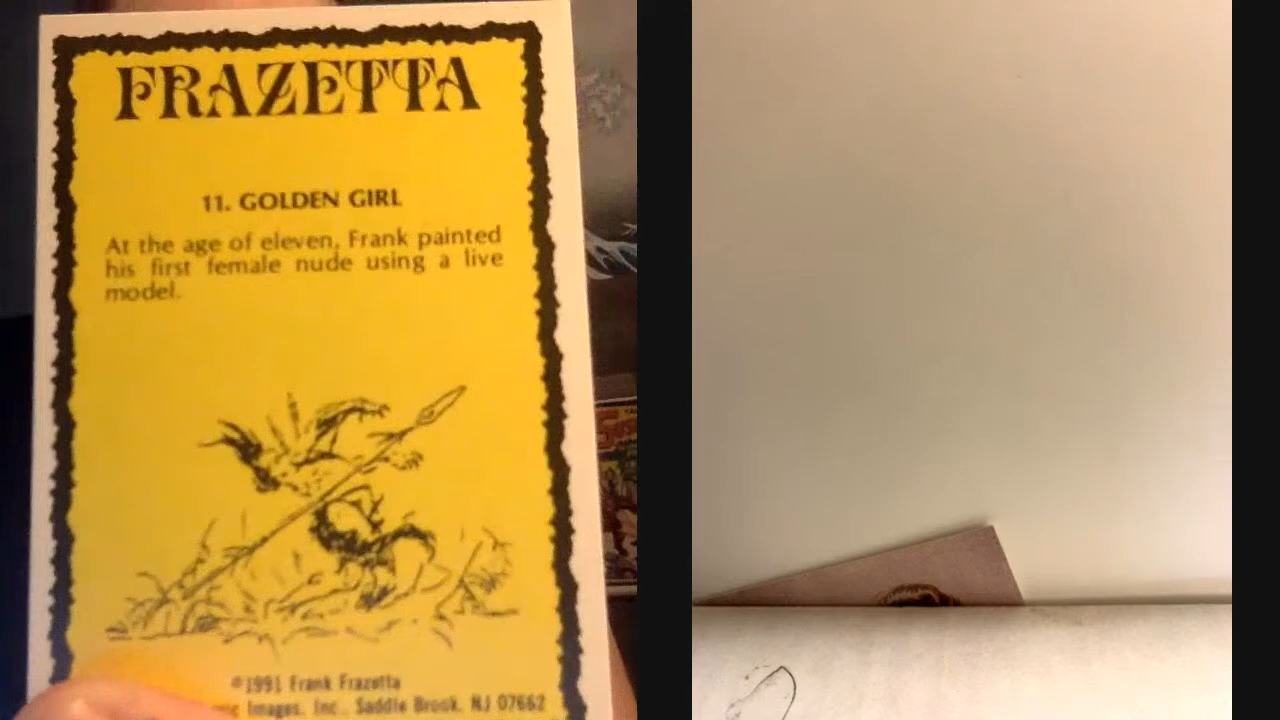 FRAZETTA
11. GOLDEN GIRL
At the age of eleven, Frank painted
his first female nude using a live
model.
©1991 Frank Frazetta
Images, Inc., Saddle Brook, NJ 07662